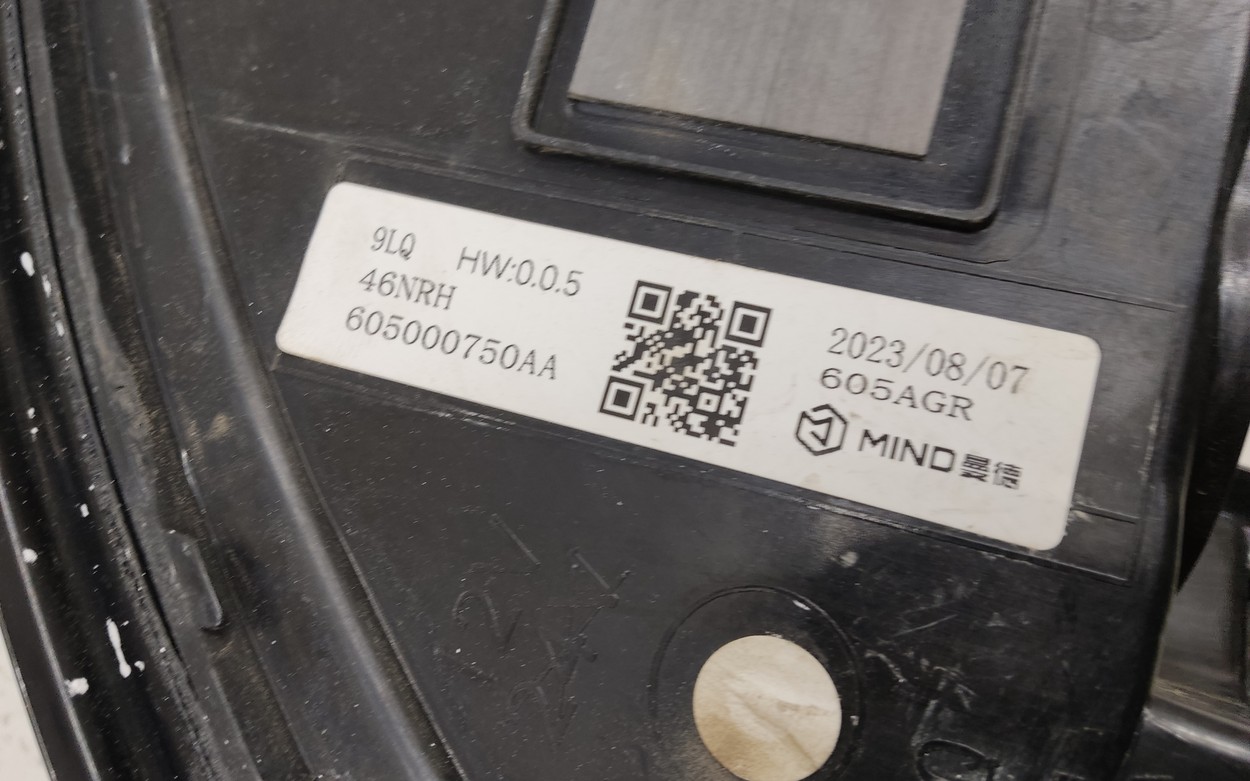 9LQ HW:0.0.5
46NRH
605000750AA
2023/08/07
605AGR
MIND 曼德